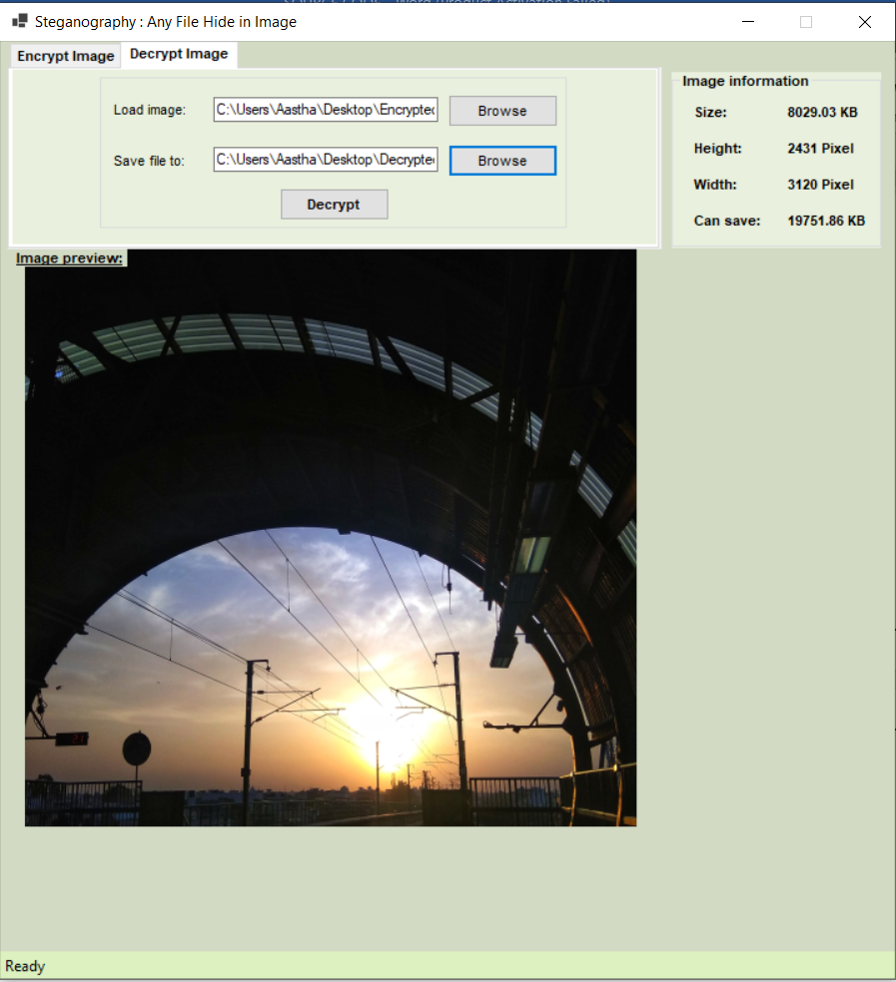 Steganography : Any File Hide in Image
Encrypt Image
Decrypt Image
Load image:
C:\Users\Aastha\Desktop\Encrypted
Browse
Save file to:
C:\Users\Aastha\Desktop\Decrypted
Browse
Decrypt
Image information
Size: 8029.03 KB
Height: 2431 Pixel
Width: 3120 Pixel
Can save: 19751.86 KB
Image preview:
Ready